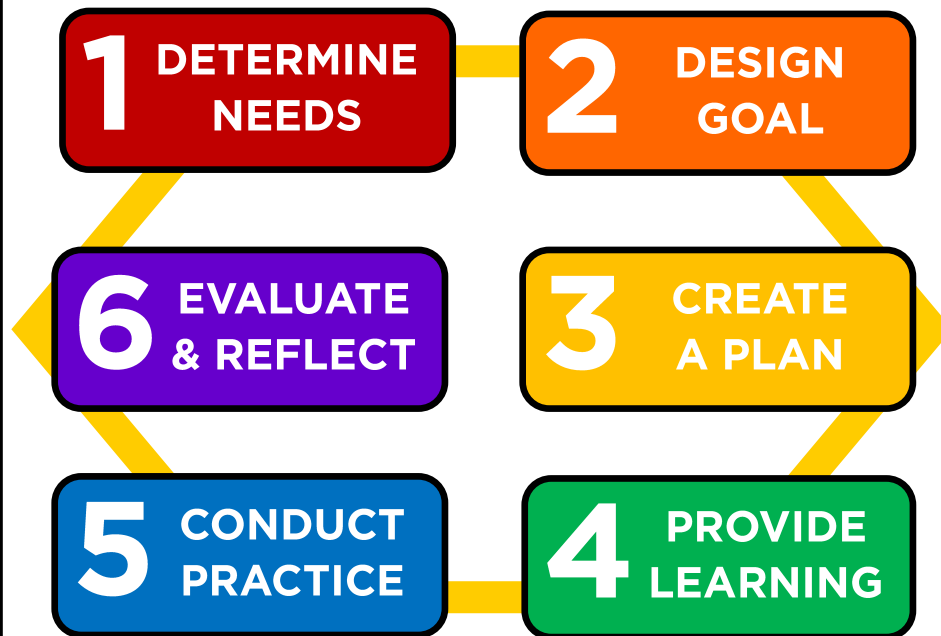 1 DETERMINE
NEEDS
2 DESIGN
GOAL
3 CREATE
A PLAN
4 PROVIDE
LEARNING
5 CONDUCT
PRACTICE
6 EVALUATE
& REFLECT